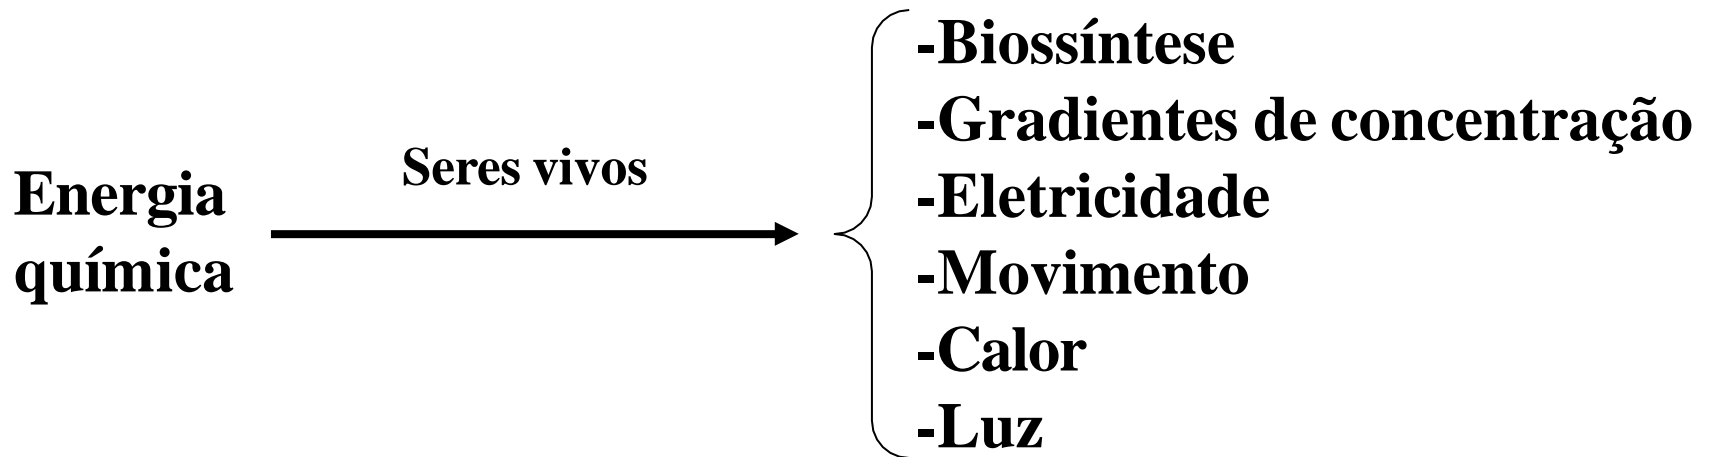 Energia
química
Seres vivos
-Biossíntese
-Gradientes de concentração
-Eletricidade
-Movimento
-Calor
-Luz